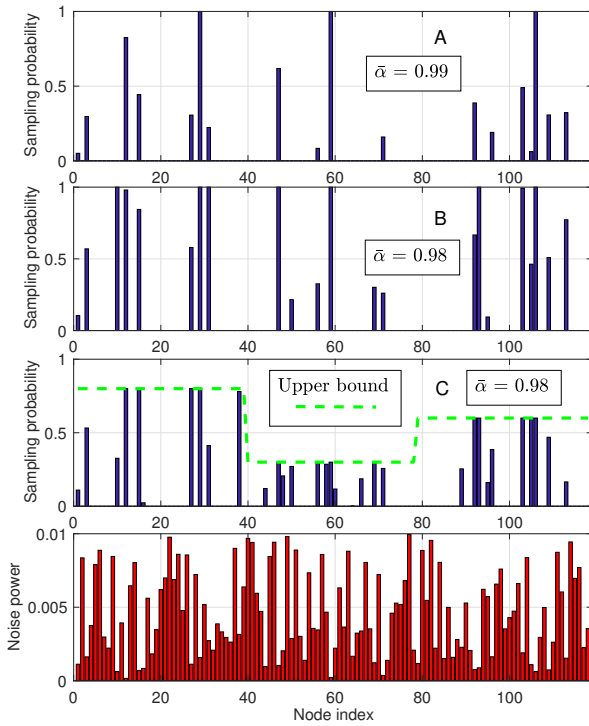 Sampling probability
1
0.5
0
A
ᾱ = 0.99
0 20 40 60 80 100
Sampling probability
1
0.5
0
B
ᾱ = 0.98
0 20 40 60 80 100
Sampling probability
1
0.5
0
Upper bound
C
ᾱ = 0.98
0 20 40 60 80 100
Noise power
0.01
0.005
0
0 20 40 60 80 100
Node index